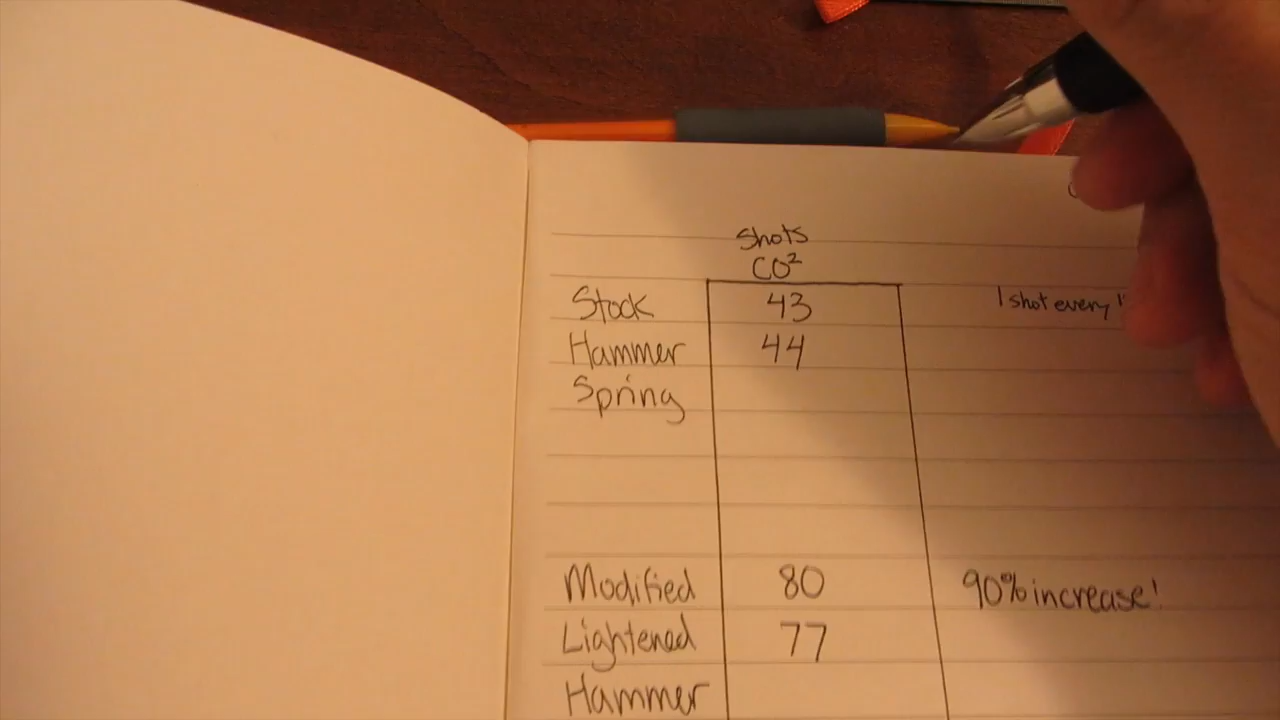 Shots
CO²
Stock 43 1 shot every
Hammer 44
Spring
Modified 80 90% increase!
Lightened 77
Hammer